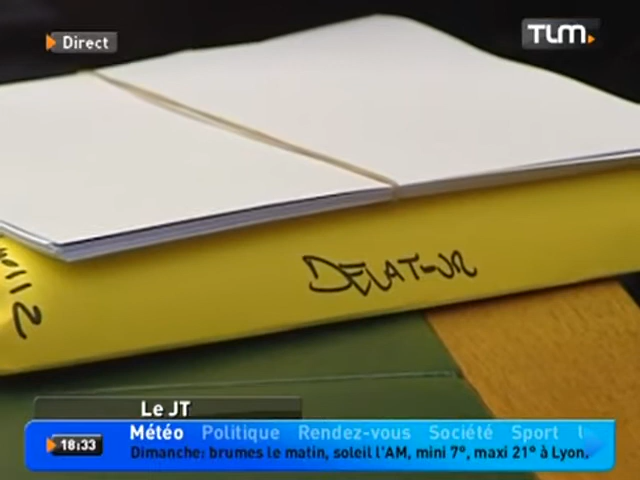 Direct
TLM
DELATOUR
Le JT
18:33
Météo Politique Rendez-vous Société Sport
Dimanche: brumes le matin, soleil l'AM, mini 7°, maxi 21° à Lyon.